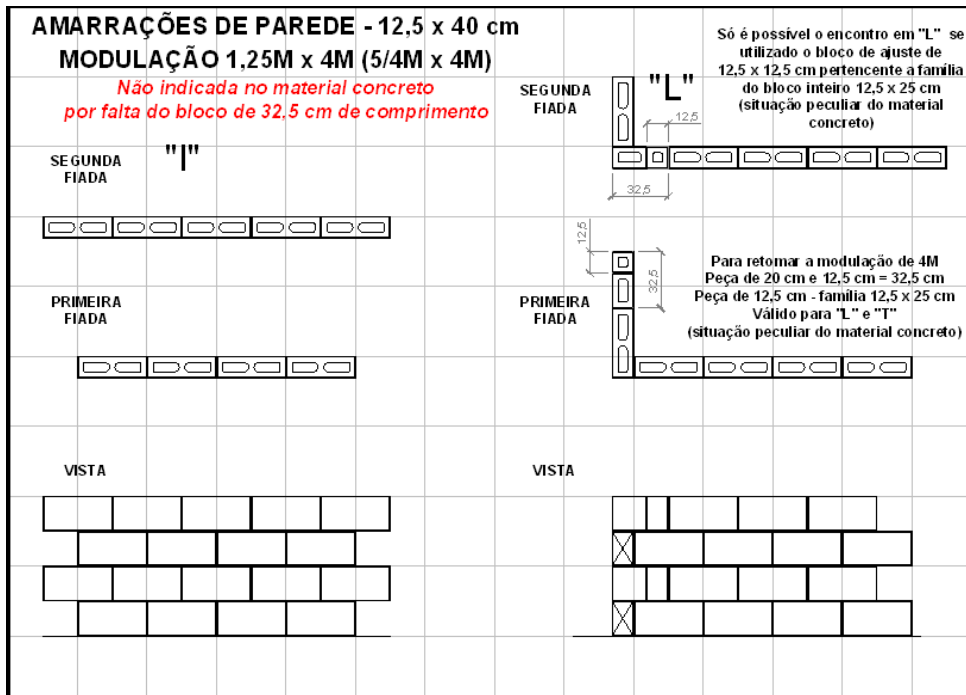 AMARRAÇÕES DE PAREDE - 12,5 x 40 cm
MODULAÇÃO 1,25M x 4M (5/4M x 4M)
Não indicada no material concreto
por falta do bloco de 32,5 cm de comprimento
SEGUNDA
FIADA
"I"
PRIMEIRA
FIADA
VISTA
SEGUNDA
FIADA
"L"
Só é possível o encontro em "L" se
utilizado o bloco de ajuste de
12,5 x 12,5 cm pertencente a família
do bloco inteiro 12,5 x 25 cm
(situação peculiar do material
concreto)
12,5
32,5
12,5
32,5
PRIMEIRA
FIADA
Para retomar a modulação de 4M
Peça de 20 cm e 12,5 cm = 32,5 cm
Peça de 12,5 cm - família 12,5 x 25 cm
Válido para "L" e "T"
(situação peculiar do material concreto)
VISTA